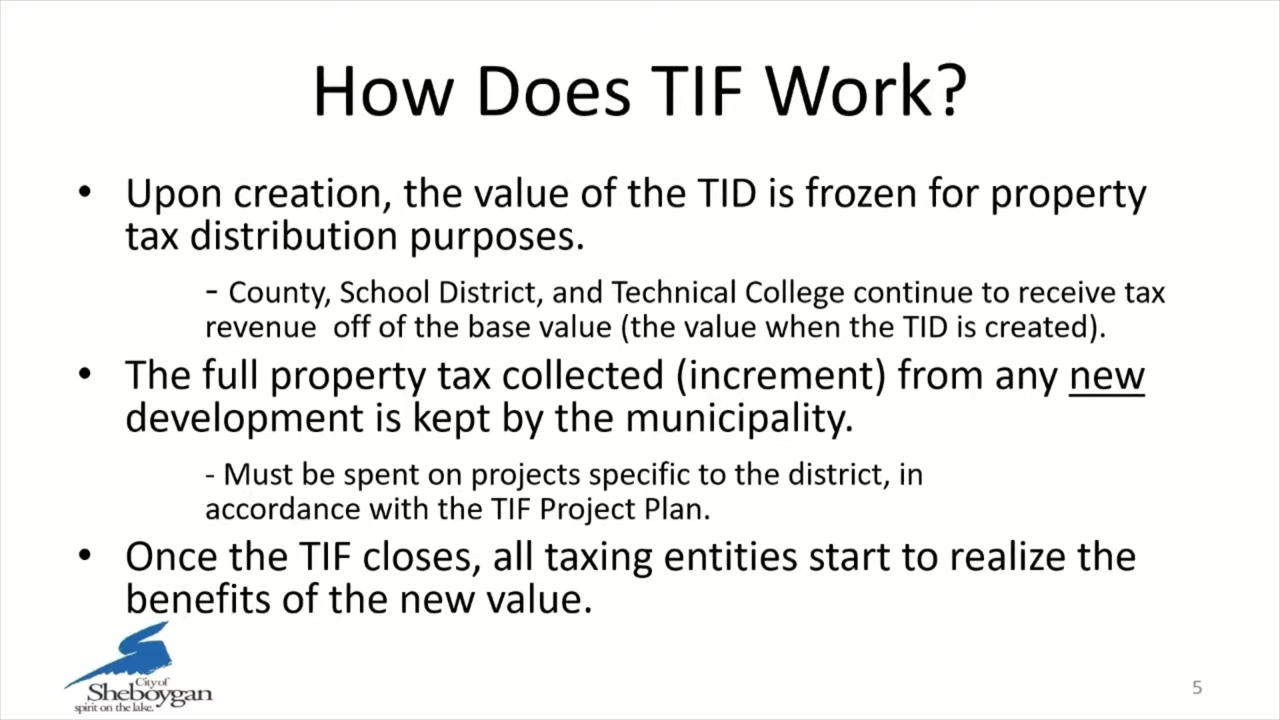 How Does TIF Work?
• Upon creation, the value of the TID is frozen for property
tax distribution purposes.
- County, School District, and Technical College continue to receive tax
revenue  off of the base value (the value when the TID is created).
• The full property tax collected (increment) from any new
development is kept by the municipality.
- Must be spent on projects specific to the district, in
accordance with the TIF Project Plan.
• Once the TIF closes, all taxing entities start to realize the
benefits of the new value.
City of
Sheboygan
spirit on the lake.
5